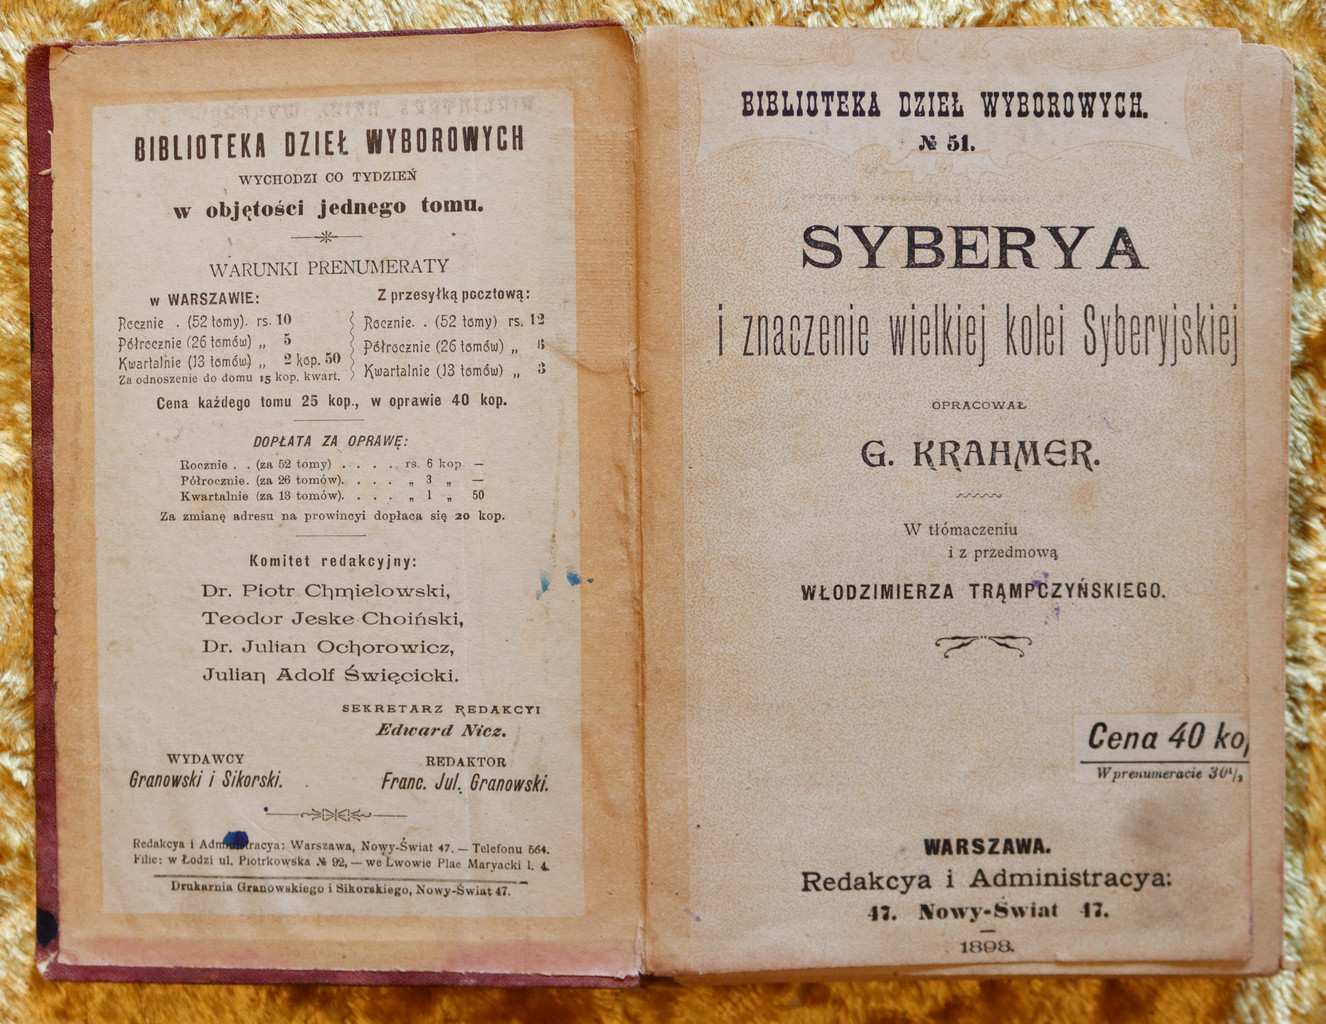 BIBLIOTEKA DZIEŁ WYBOROWYCH
WYCHODZI CO TYDZIEŃ
w objętości jednego tomu.
WARUNKI PRENUMERATY
w WARSZAWIE:
Rocznie . (52 tomy). rs. 10
Półrocznie (26 tomów) „ 5
Kwartalnie (13 tomów) „ 2 kop. 50
Za odnoszenie do domu 15 kop. kwart.
Z przesyłką pocztową:
Rocznie. . (52 tomy) rs. 12
Półrocznie (26 tomów) „ 6
Kwartalnie (13 tomów) „ 3
Cena każdego tomu 25 kop., w oprawie 40 kop.
DOPŁATA ZA OPRAWĘ:
Rocznie . . (za 52 tomy) . . . . rs. 6 kop —
Półrocznie. (za 26 tomów). . . . „ 3 „ —
Kwartalnie (za 13 tomów). . . . „ 1 „ 50
Za zmianę adresu na prowincyi dopłaca się 20 kop.
Komitet redakcyjny:
Dr. Piotr Chmielowski,
Teodor Jeske Choiński,
Dr. Julian Ochorowicz,
Julian Adolf Święcicki.
SEKRETARZ REDAKCYI
Edward Nicz.
WYDAWCY
Granowski i Sikorski.
REDAKTOR
Franc. Jul. Granowski.
Redakcya i Administracya: Warszawa, Nowy-Świat 47. — Telefonu 564.
Filie: w Łodzi ul. Piotrkowska № 92, — we Lwowie Plac Maryacki l. 4.
Drukarnia Granowskiego i Sikorskiego, Nowy-Świat 47.
BIBLIOTEKA DZIEŁ WYBOROWYCH.
№ 51.
SYBERYA
i znaczenie wielkiej kolei Syberyjskiej
OPRACOWAŁ
G. KRAHMER.
W tłómaczeniu
i z przedmową
WŁODZIMIERZA TRĄMPCZYŃSKIEGO.
Cena 40 ko
W prenumeracie 30½
WARSZAWA.
Redakcya i Administracya:
47. Nowy-Świat 47.
1898.